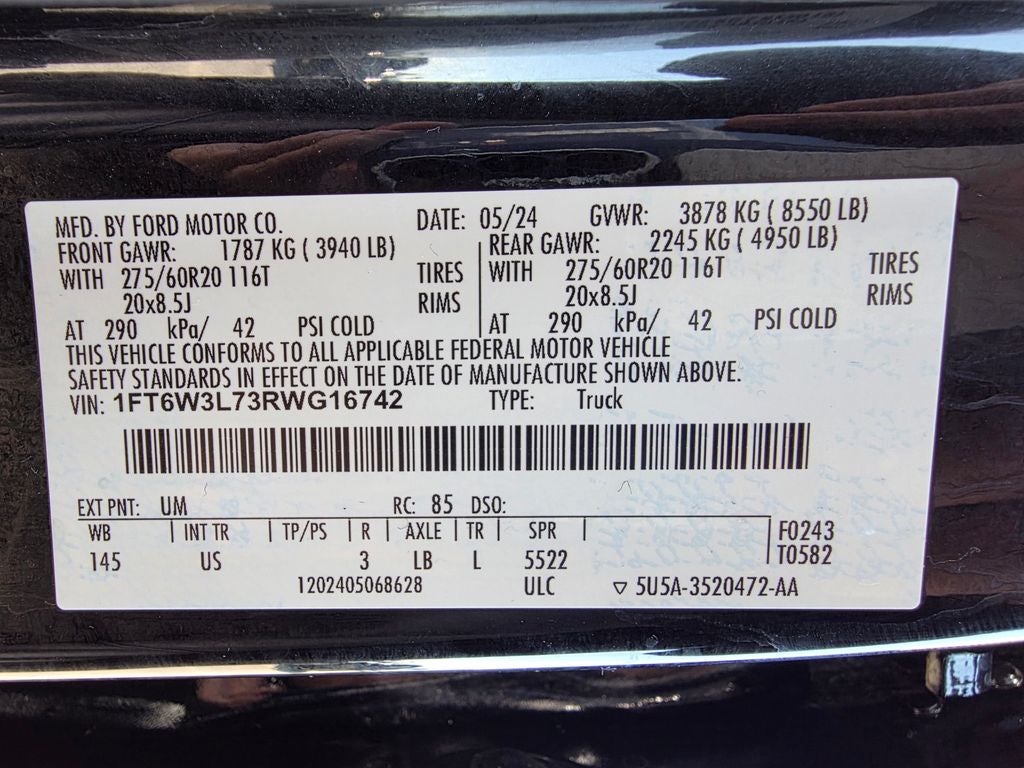 MFD. BY FORD MOTOR CO. DATE: 05/24 GVWR: 3878 KG ( 8550 LB)
FRONT GAWR: 1787 KG ( 3940 LB) REAR GAWR: 2245 KG ( 4950 LB)
WITH 275/60R20 116T TIRES WITH 275/60R20 116T TIRES
20x8.5J RIMS 20x8.5J RIMS
AT 290 kPa/ 42 PSI COLD AT 290 kPa/ 42 PSI COLD
THIS VEHICLE CONFORMS TO ALL APPLICABLE FEDERAL MOTOR VEHICLE
SAFETY STANDARDS IN EFFECT ON THE DATE OF MANUFACTURE SHOWN ABOVE.
VIN: 1FT6W3L73RWG16742 TYPE: Truck
EXT PNT: UM RC: 85 DSO:
WB INT TR TP/PS R AXLE TR SPR F0243
145 US 3 LB L 5522 T0582
1202405068628 ULC ▽ 5U5A-3520472-AA